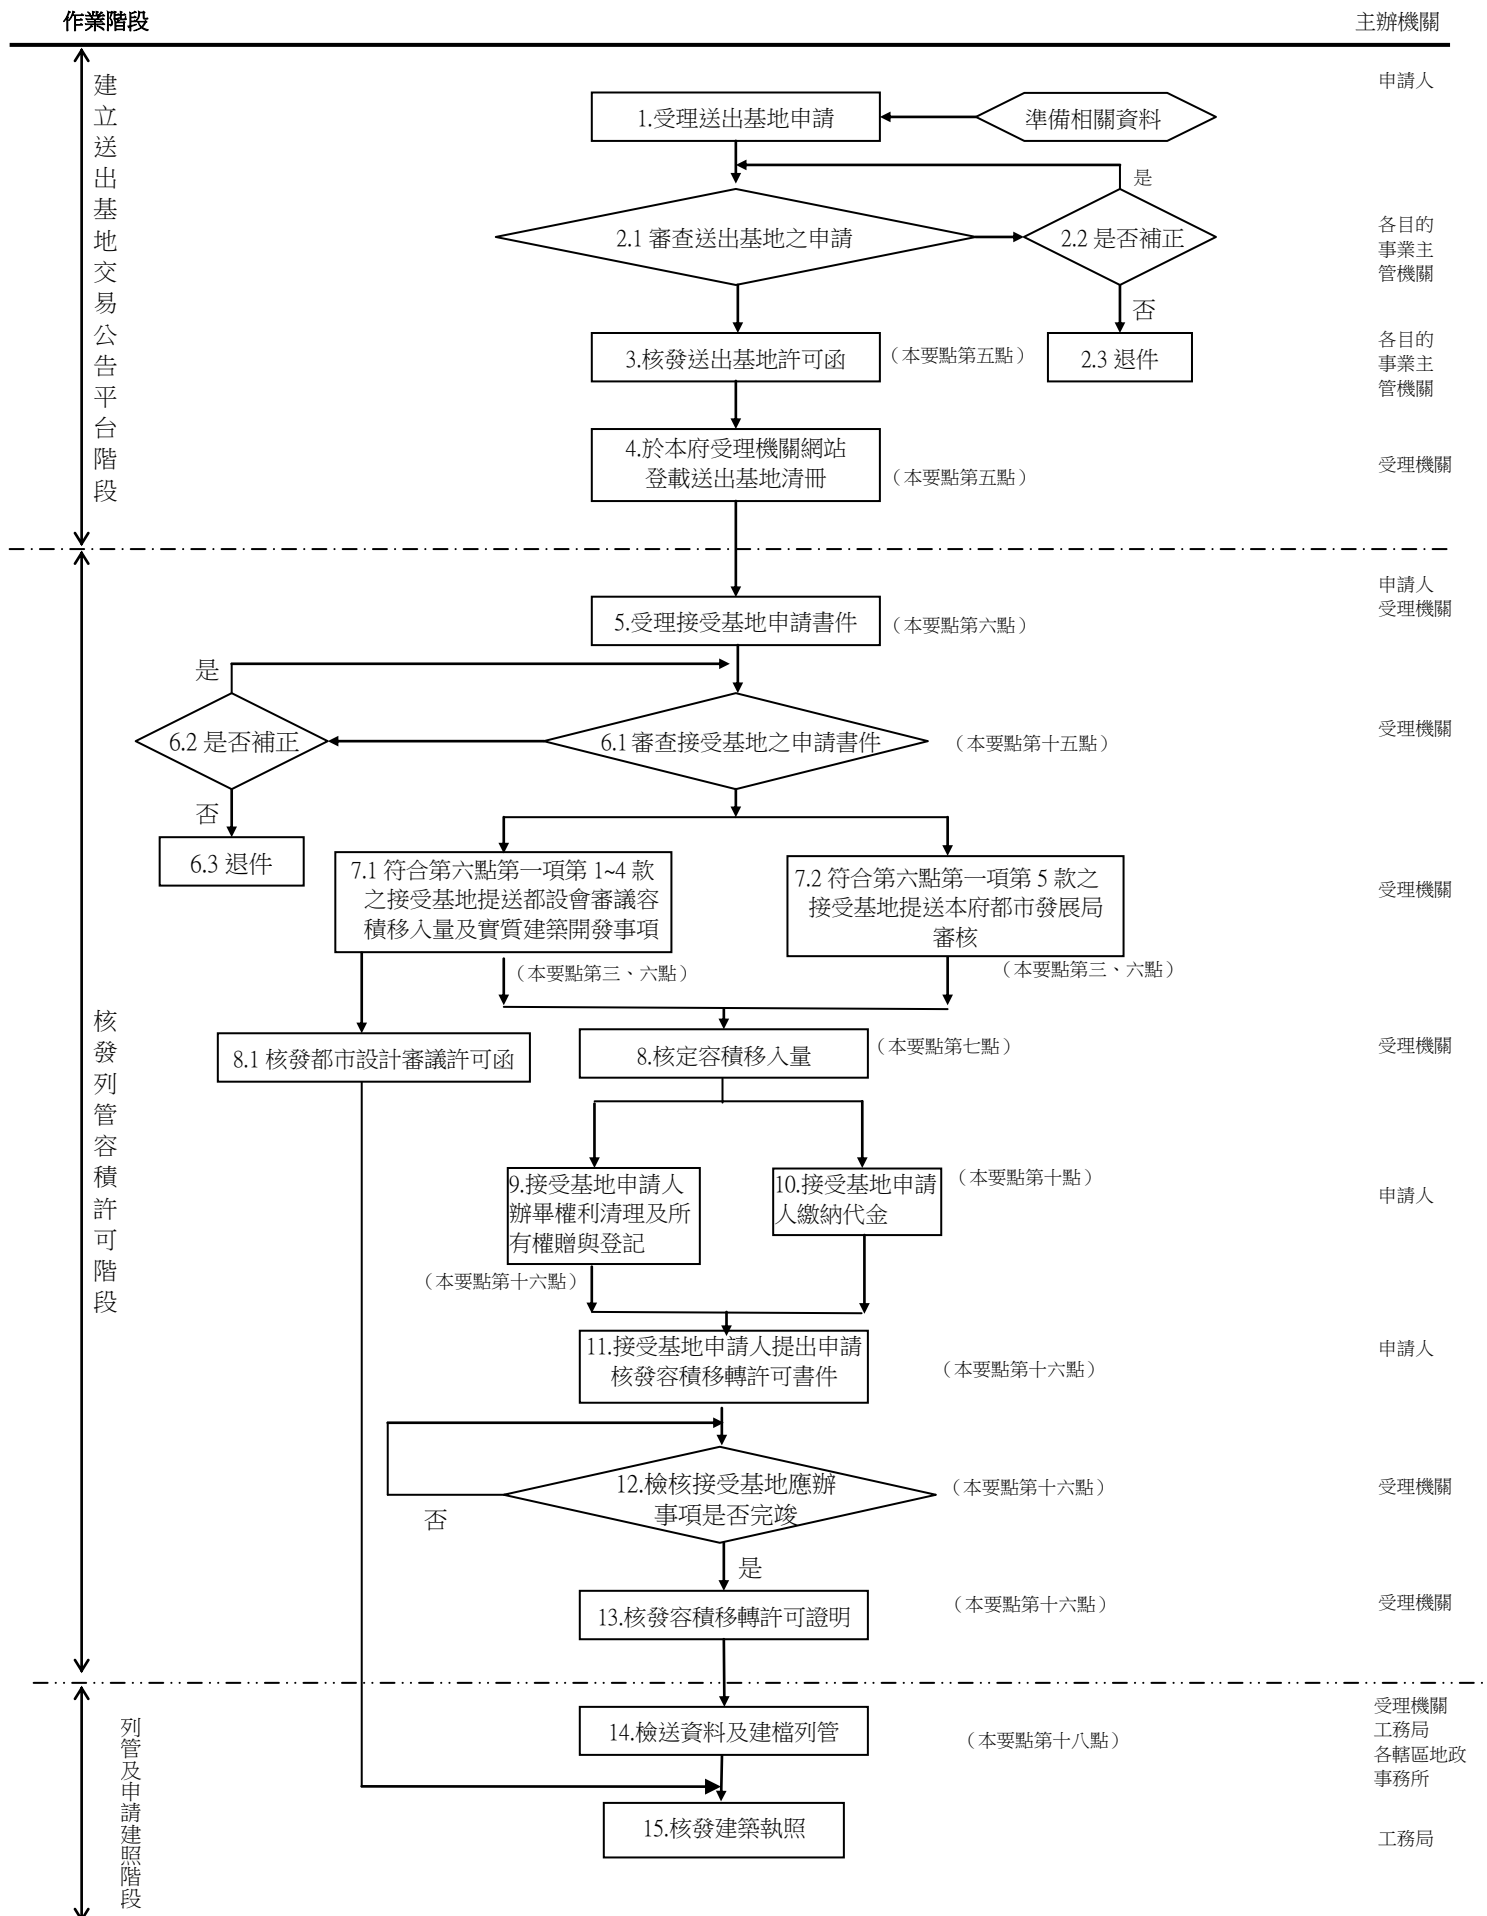 作業階段
主辦機關
建立送出基地交易公告平台階段
申請人
1.受理送出基地申請
準備相關資料
是
2.1 審查送出基地之申請
2.2 是否補正
各目的
事業主
管機關
否
3.核發送出基地許可函
（本要點第五點）
2.3 退件
各目的
事業主
管機關
4.於本府受理機關網站
登載送出基地清冊
（本要點第五點）
受理機關
核發列管容積許可階段
申請人
受理機關
5.受理接受基地申請書件
（本要點第六點）
是
6.2 是否補正
6.1 審查接受基地之申請書件
（本要點第十五點）
受理機關
否
6.3 退件
7.1 符合第六點第一項第 1~4 款
之接受基地提送都設會審議容
積移入量及實質建築開發事項
7.2 符合第六點第一項第 5 款之
接受基地提送本府都市發展局
審核
受理機關
（本要點第三、六點）
（本要點第三、六點）
8.1 核發都市設計審議許可函
8.核定容積移入量
（本要點第七點）
受理機關
9.接受基地申請人
辦畢權利清理及所
有權贈與登記
10.接受基地申請
人繳納代金
（本要點第十點）
申請人
（本要點第十六點）
11.接受基地申請人提出申請
核發容積移轉許可書件
（本要點第十六點）
申請人
12.檢核接受基地應辦
事項是否完竣
（本要點第十六點）
受理機關
否
是
13.核發容積移轉許可證明
（本要點第十六點）
受理機關
列管及申請建照階段
14.檢送資料及建檔列管
（本要點第十八點）
受理機關
工務局
各轄區地政
事務所
15.核發建築執照
工務局